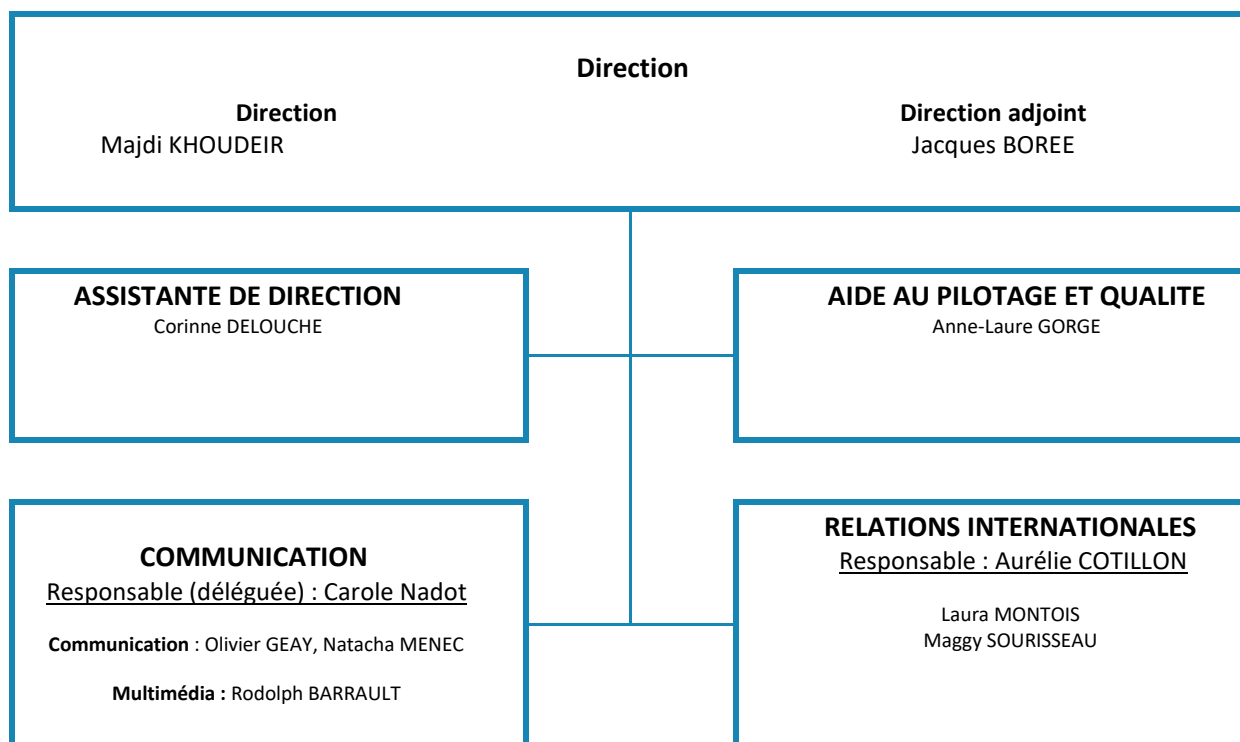 Direction
Direction
Majdi KHOUDEIR
Direction adjoint
Jacques BOREE
ASSISTANTE DE DIRECTION
Corinne DELOUCHE
AIDE AU PILOTAGE ET QUALITE
Anne-Laure GORGE
COMMUNICATION
Responsable (déléguée) : Carole Nadot
Communication : Olivier GEAY, Natacha MENEC
Multimédia : Rodolph BARRAULT
RELATIONS INTERNATIONALES
Responsable : Aurélie COTILLON
Laura MONTOIS
Maggy SOURISSEAU